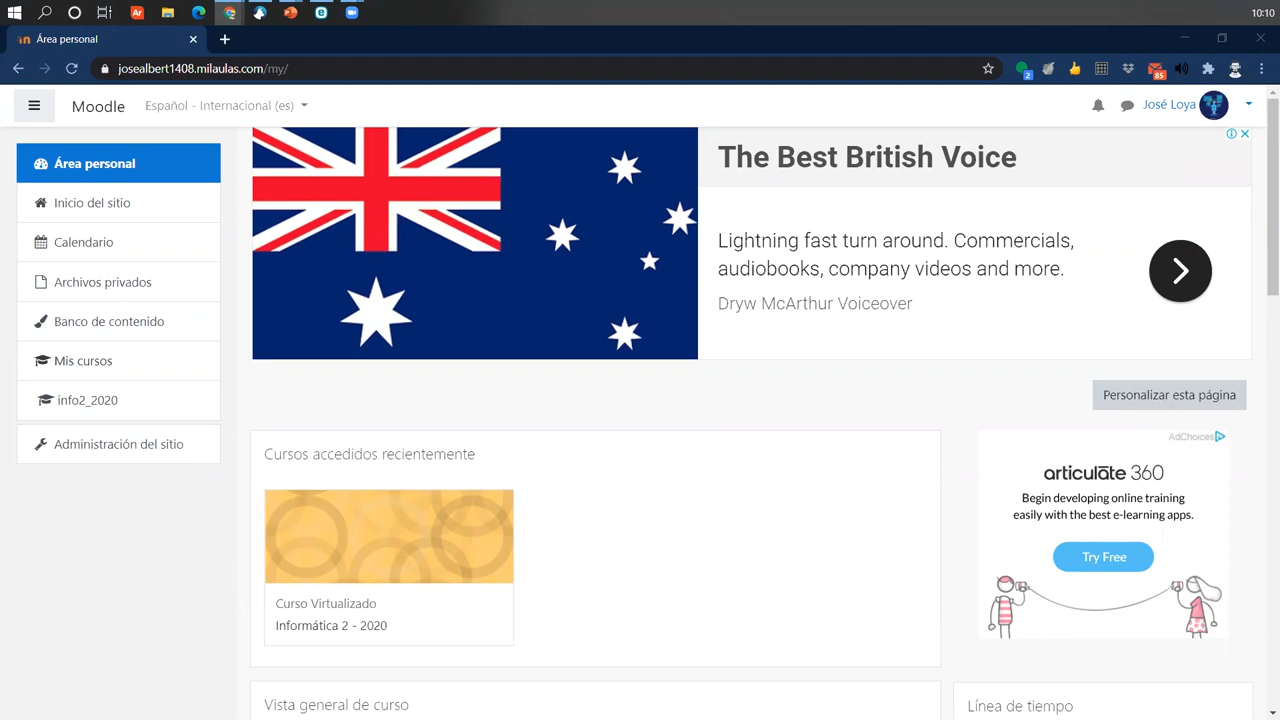 10:10
Área personal
josealbert1408.milaulas.com/my/
2
85
Moodle
Español - Internacional (es)
José Loya
Área personal
Inicio del sitio
Calendario
Archivos privados
Banco de contenido
Mis cursos
info2_2020
Administración del sitio
The Best British Voice
Lightning fast turn around. Commercials,
audiobooks, company videos and more.
Dryw McArthur Voiceover
Personalizar esta página
Cursos accedidos recientemente
Curso Virtualizado
Informática 2 - 2020
AdChoices
articulate 360
Begin developing online training
easily with the best e-learning apps.
Try Free
Vista general de curso
Línea de tiempo